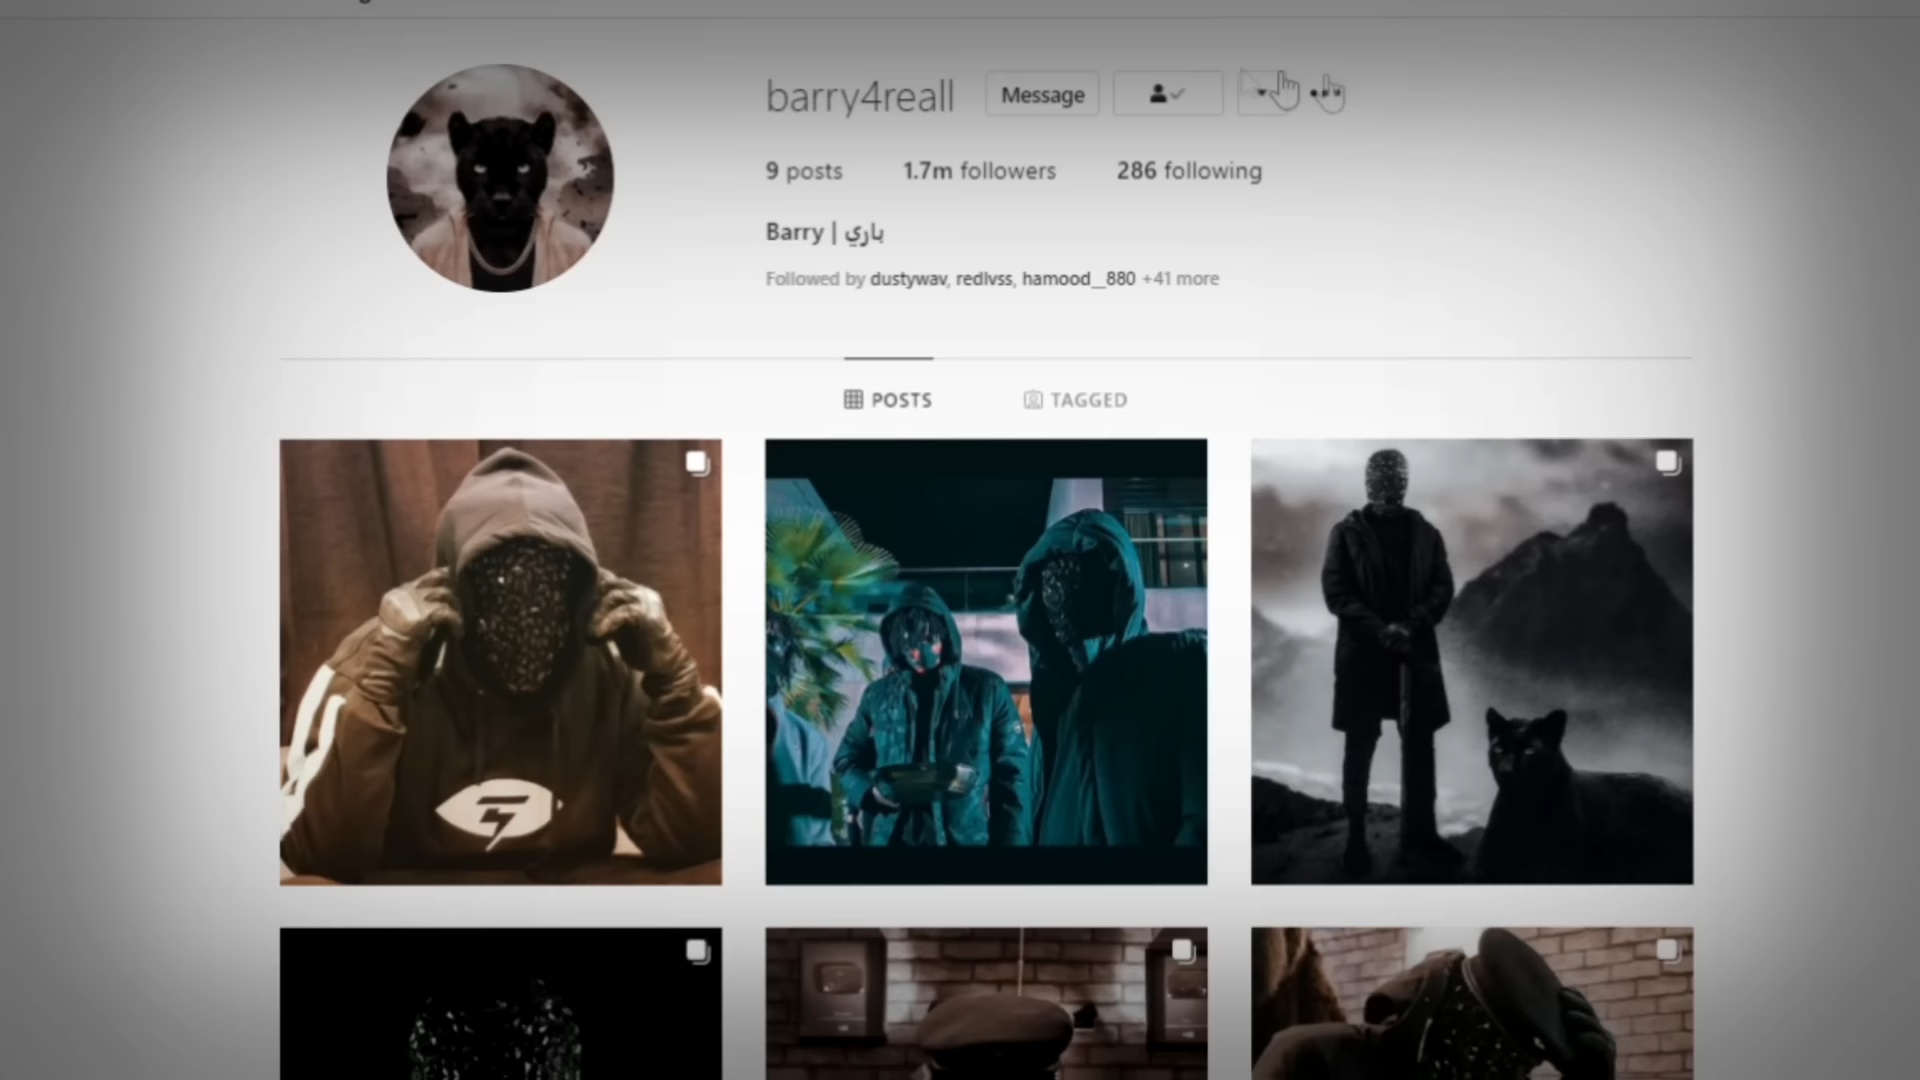 barry4reall Message
9 posts 1.7m followers 286 following
Barry | باري
Followed by dustywav, redlvss, hamood__880 +41 more
POSTS TAGGED